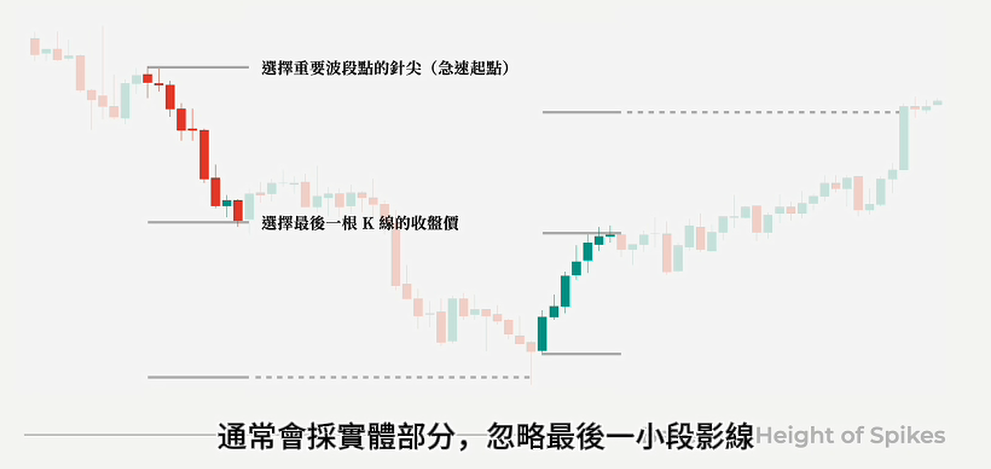 選擇重要波段點的針尖（急速起點）
選擇最後一根 K 線的收盤價
通常會採實體部分，忽略最後一小段影線
Height of Spikes